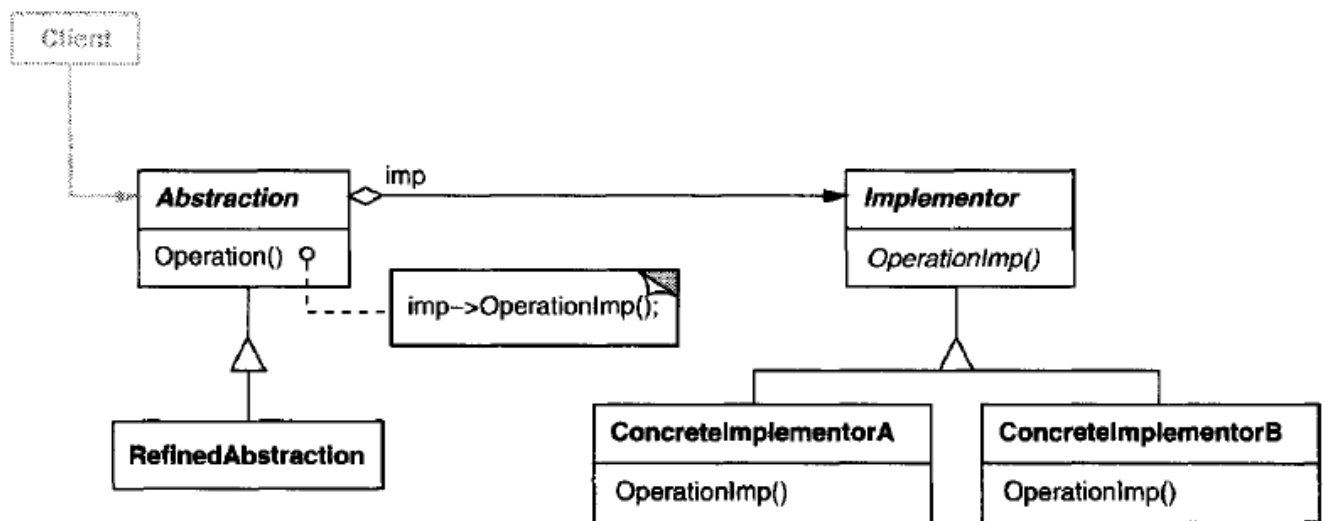 Client
imp
Abstraction
Implementor
Operation()
OperationImp()
imp->OperationImp();
RefinedAbstraction
ConcreteImplementorA
ConcreteImplementorB
OperationImp()
OperationImp()